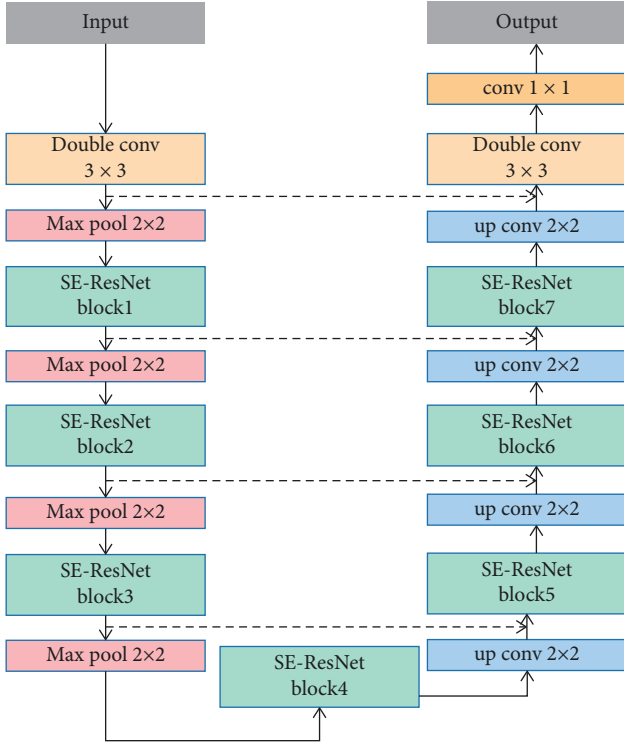 Input
Double conv
3 × 3
Max pool 2×2
SE-ResNet
block1
Max pool 2×2
SE-ResNet
block2
Max pool 2×2
SE-ResNet
block3
Max pool 2×2
SE-ResNet
block4
Output
conv 1 × 1
Double conv
3 × 3
up conv 2×2
SE-ResNet
block7
up conv 2×2
SE-ResNet
block6
up conv 2×2
SE-ResNet
block5
up conv 2×2